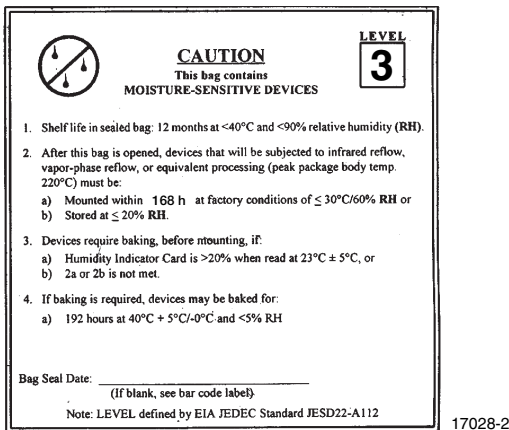 LEVEL
3
CAUTION
This bag contains
MOISTURE-SENSITIVE DEVICES
1. Shelf life in sealed bag: 12 months at <40°C and <90% relative humidity (RH).
2. After this bag is opened, devices that will be subjected to infrared reflow,
vapor-phase reflow, or equivalent processing (peak package body temp.
220°C) must be:
a) Mounted within 168 h at factory conditions of ≤ 30°C/60% RH or
b) Stored at ≤ 20% RH.
3. Devices require baking, before mounting, if:
a) Humidity Indicator Card is >20% when read at 23°C ± 5°C, or
b) 2a or 2b is not met.
4. If baking is required, devices may be baked for:
a) 192 hours at 40°C + 5°C/-0°C and <5% RH
Bag Seal Date:
(If blank, see bar code label)
Note: LEVEL defined by EIA JEDEC Standard JESD22-A112
17028-2